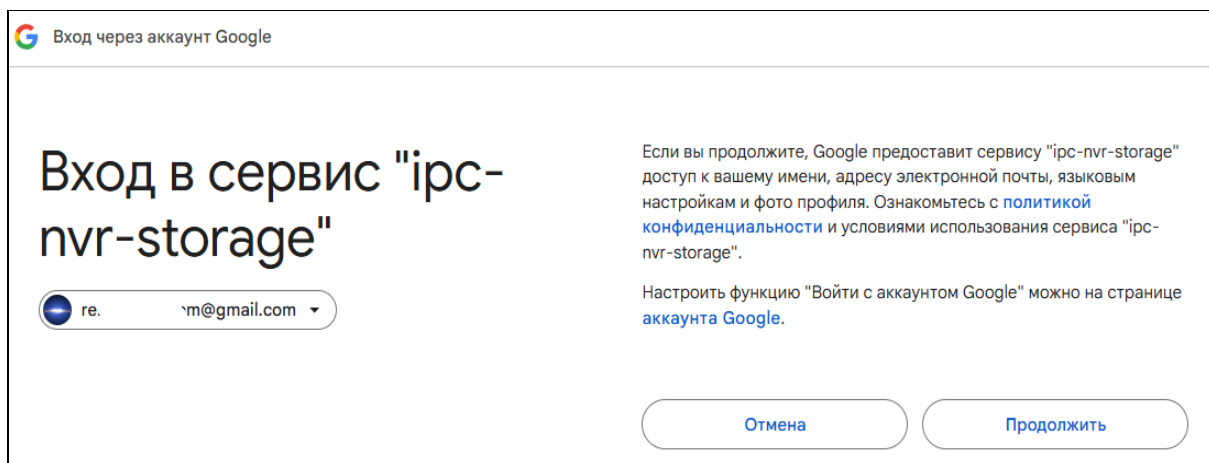 Вход через аккаунт Google
Вход в сервис "ipc-
nvr-storage"
re. m@gmail.com
Если вы продолжите, Google предоставит сервису "ipc-nvr-storage"
доступ к вашему имени, адресу электронной почты, языковым
настройкам и фото профиля. Ознакомьтесь с политикой
конфиденциальности и условиями использования сервиса "ipc-
nvr-storage".
Настроить функцию "Войти с аккаунтом Google" можно на странице
аккаунта Google.
Отмена
Продолжить